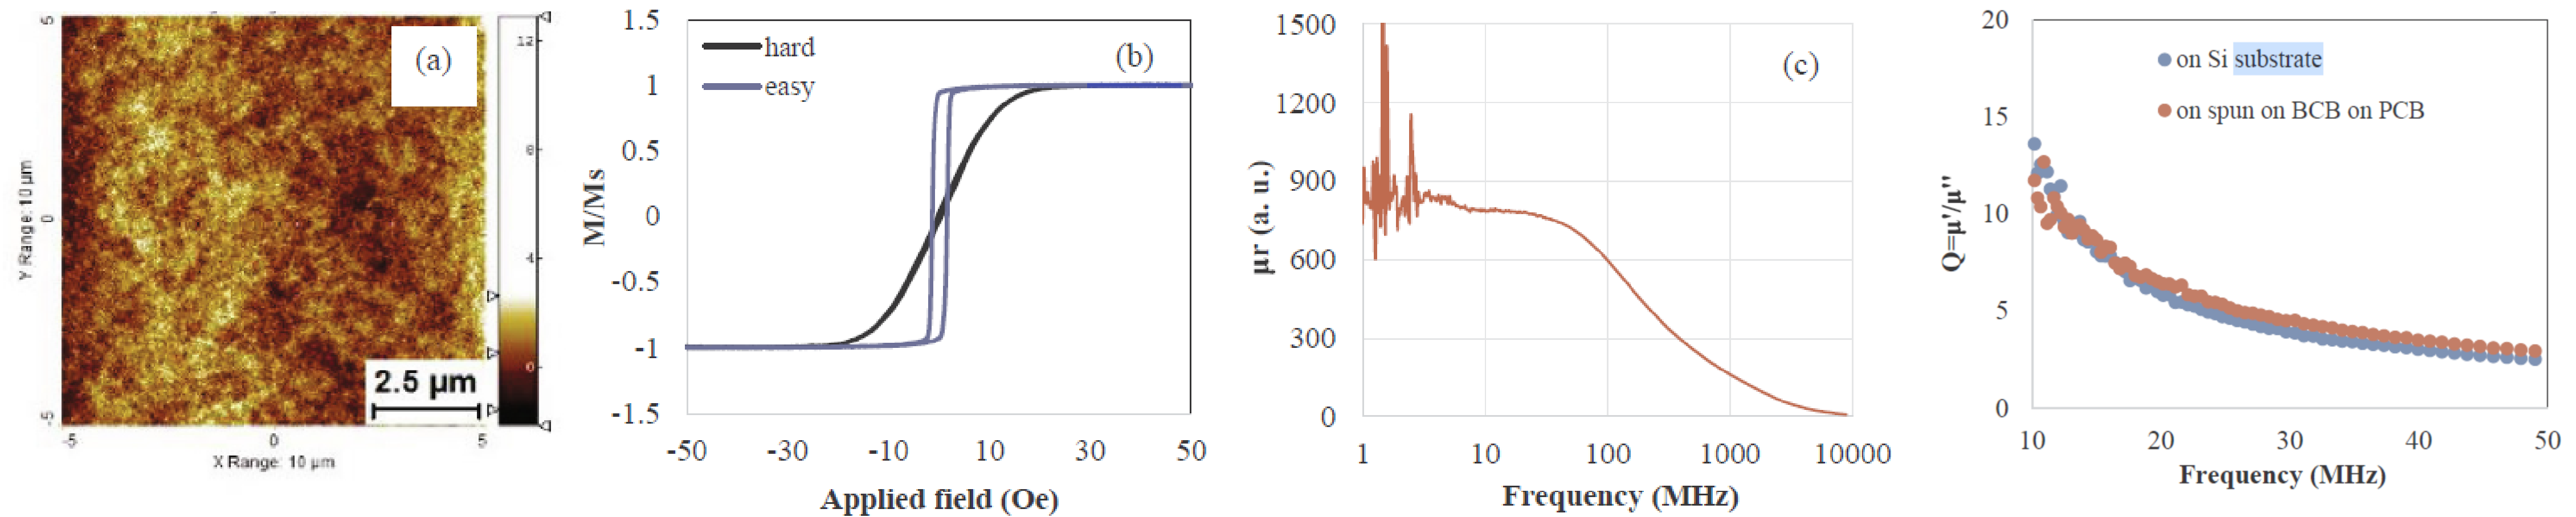 5
0
-5
Y Range: 10 μm
-5
0
5
X Range: 10 μm
(a)
2.5 μm
12
8
4
0
1.5
1
0.5
0
-0.5
-1
-1.5
M/Ms
hard
easy
(b)
-50
-30
-10
10
30
50
Applied field (Oe)
1500
1200
900
600
300
0
μr (a. u.)
(c)
1
10
100
1000
10000
Frequency (MHz)
20
15
10
5
0
Q=μ'/μ''
on Si substrate
on spun on BCB on PCB
10
20
30
40
50
Frequency (MHz)